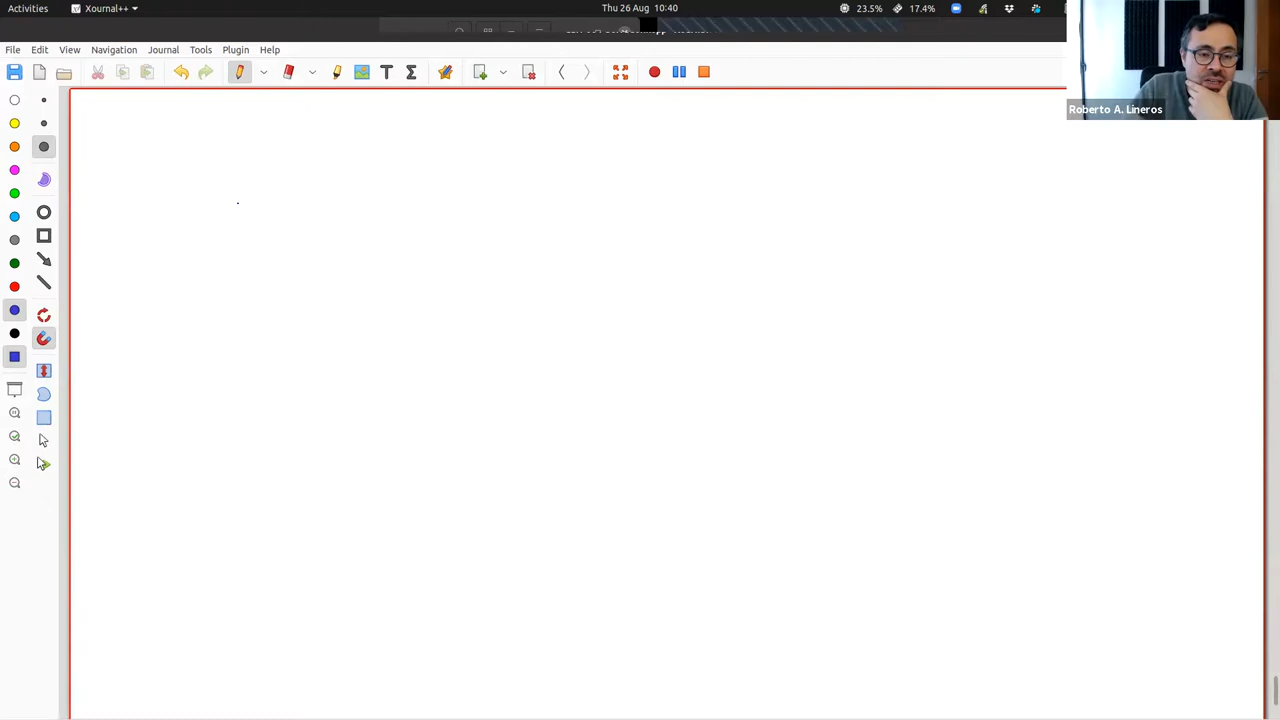 Activities Xournal++ Thu 26 Aug 10:40 23.5% 17.4%
File Edit View Navigation Journal Tools Plugin Help
Roberto A. Lineros